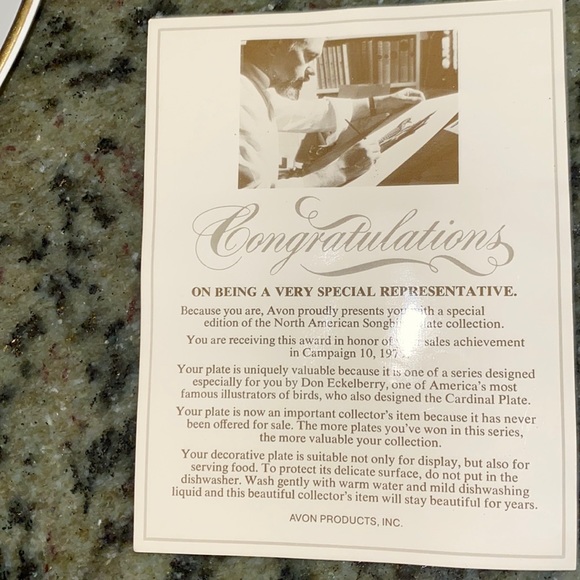 Congratulations
ON BEING A VERY SPECIAL REPRESENTATIVE.
Because you are, Avon proudly presents you with a special
edition of the North American Songbird Plate collection.
You are receiving this award in honor of your sales achievement
in Campaign 10, 197
Your plate is uniquely valuable because it is one of a series designed
especially for you by Don Eckelberry, one of America's most
famous illustrators of birds, who also designed the Cardinal Plate.
Your plate is now an important collector's item because it has never
been offered for sale. The more plates you've won in this series,
the more valuable your collection.
Your decorative plate is suitable not only for display, but also for
serving food. To protect its delicate surface, do not put in the
dishwasher. Wash gently with warm water and mild dishwashing
liquid and this beautiful collector's item will stay beautiful for years.
AVON PRODUCTS, INC.